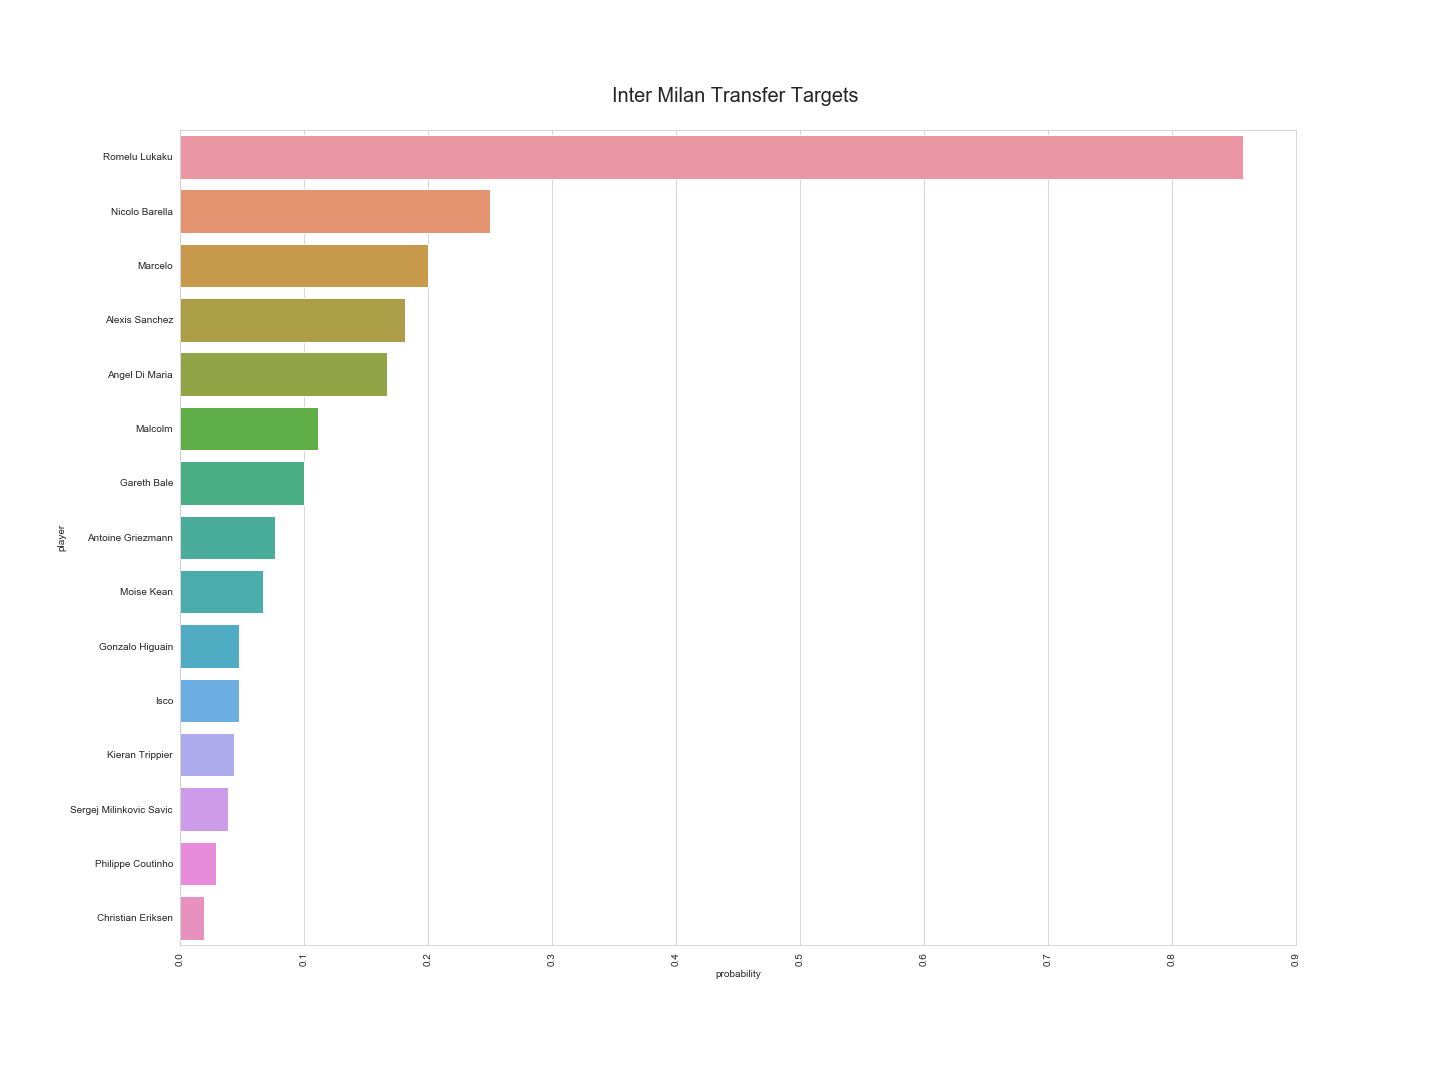 Inter Milan Transfer Targets
Romelu Lukaku
Nicolo Barella
Marcelo
Alexis Sanchez
Angel Di Maria
Malcolm
Gareth Bale
Antoine Griezmann
Moise Kean
Gonzalo Higuain
Isco
Kieran Trippier
Sergej Milinkovic Savic
Philippe Coutinho
Christian Eriksen
player
0.0 0.1 0.2 0.3 0.4 0.5 0.6 0.7 0.8 0.9
probability